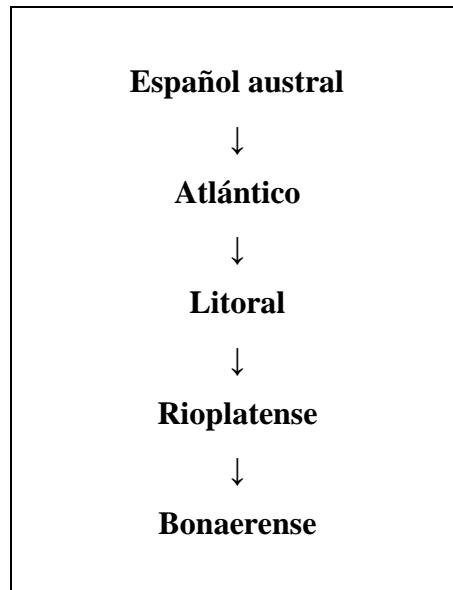 Español austral
↓
Atlántico
↓
Litoral
↓
Rioplatense
↓
Bonaerense